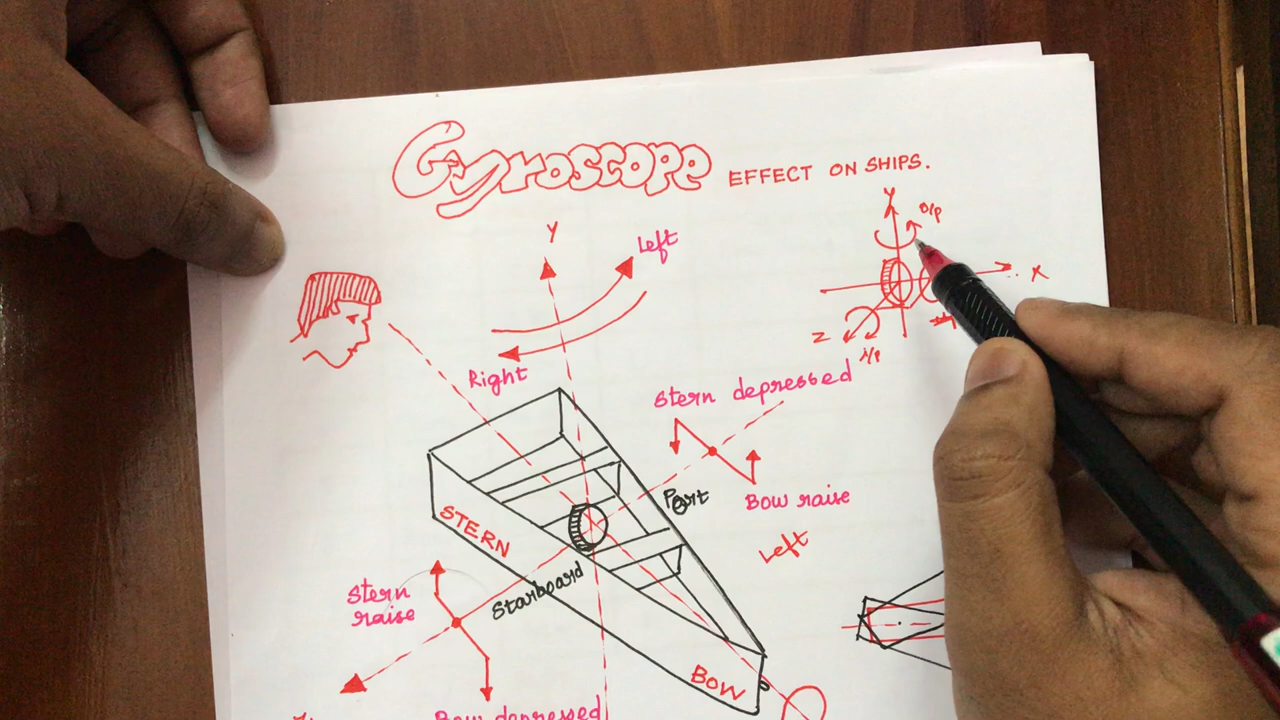 Gyroscope EFFECT ON SHIPS.
Y
O/p
X
Z
i/p
Y
Left
Right
Stern depressed
Bow raise
Port
Left
STERN
Starboard
Stern
raise
BOW
Bow depressed